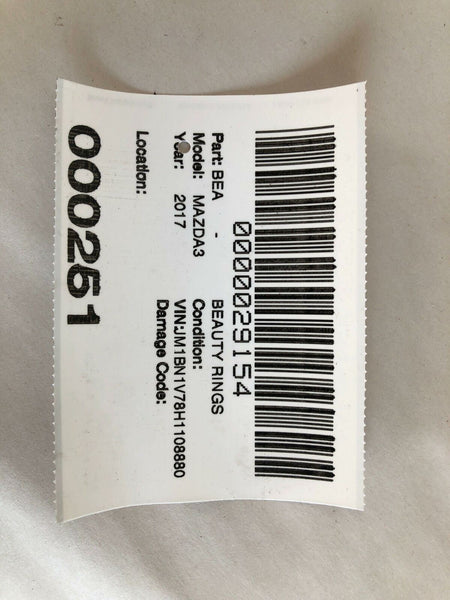 0000029154
Part: BEA - BEAUTY RINGS
Model: MAZDA3 Condition:
Year: 2017 VIN:JM1BN1V78H1108880
Damage Code:
Location:
000251